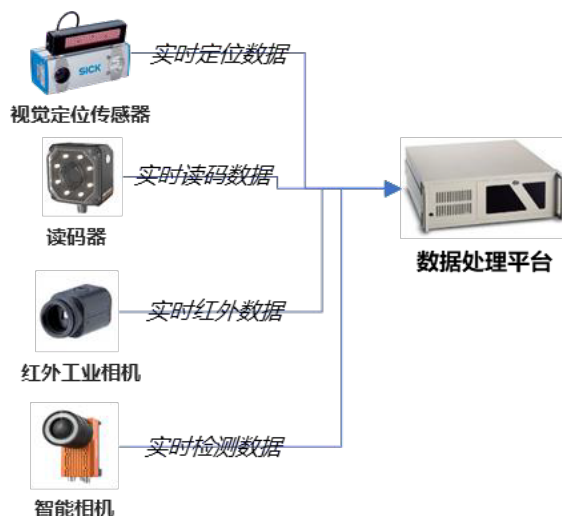 实时定位数据
SICK
视觉定位传感器
实时读码数据
读码器
数据处理平台
实时红外数据
红外工业相机
实时检测数据
智能相机